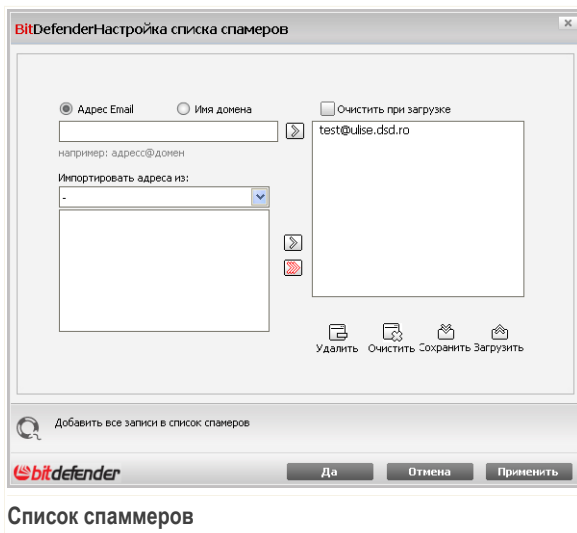 BitDefenderНастройка списка спамеров
Адрес Email
Имя домена
Очистить при загрузке
test@ulise.dsd.ro
например: адресс@домен
Импортировать адреса из:
-
Удалить
Очистить
Сохранить
Загрузить
Добавить все записи в список спамеров
bitdefender
Да
Отмена
Применить
Список спаммеров